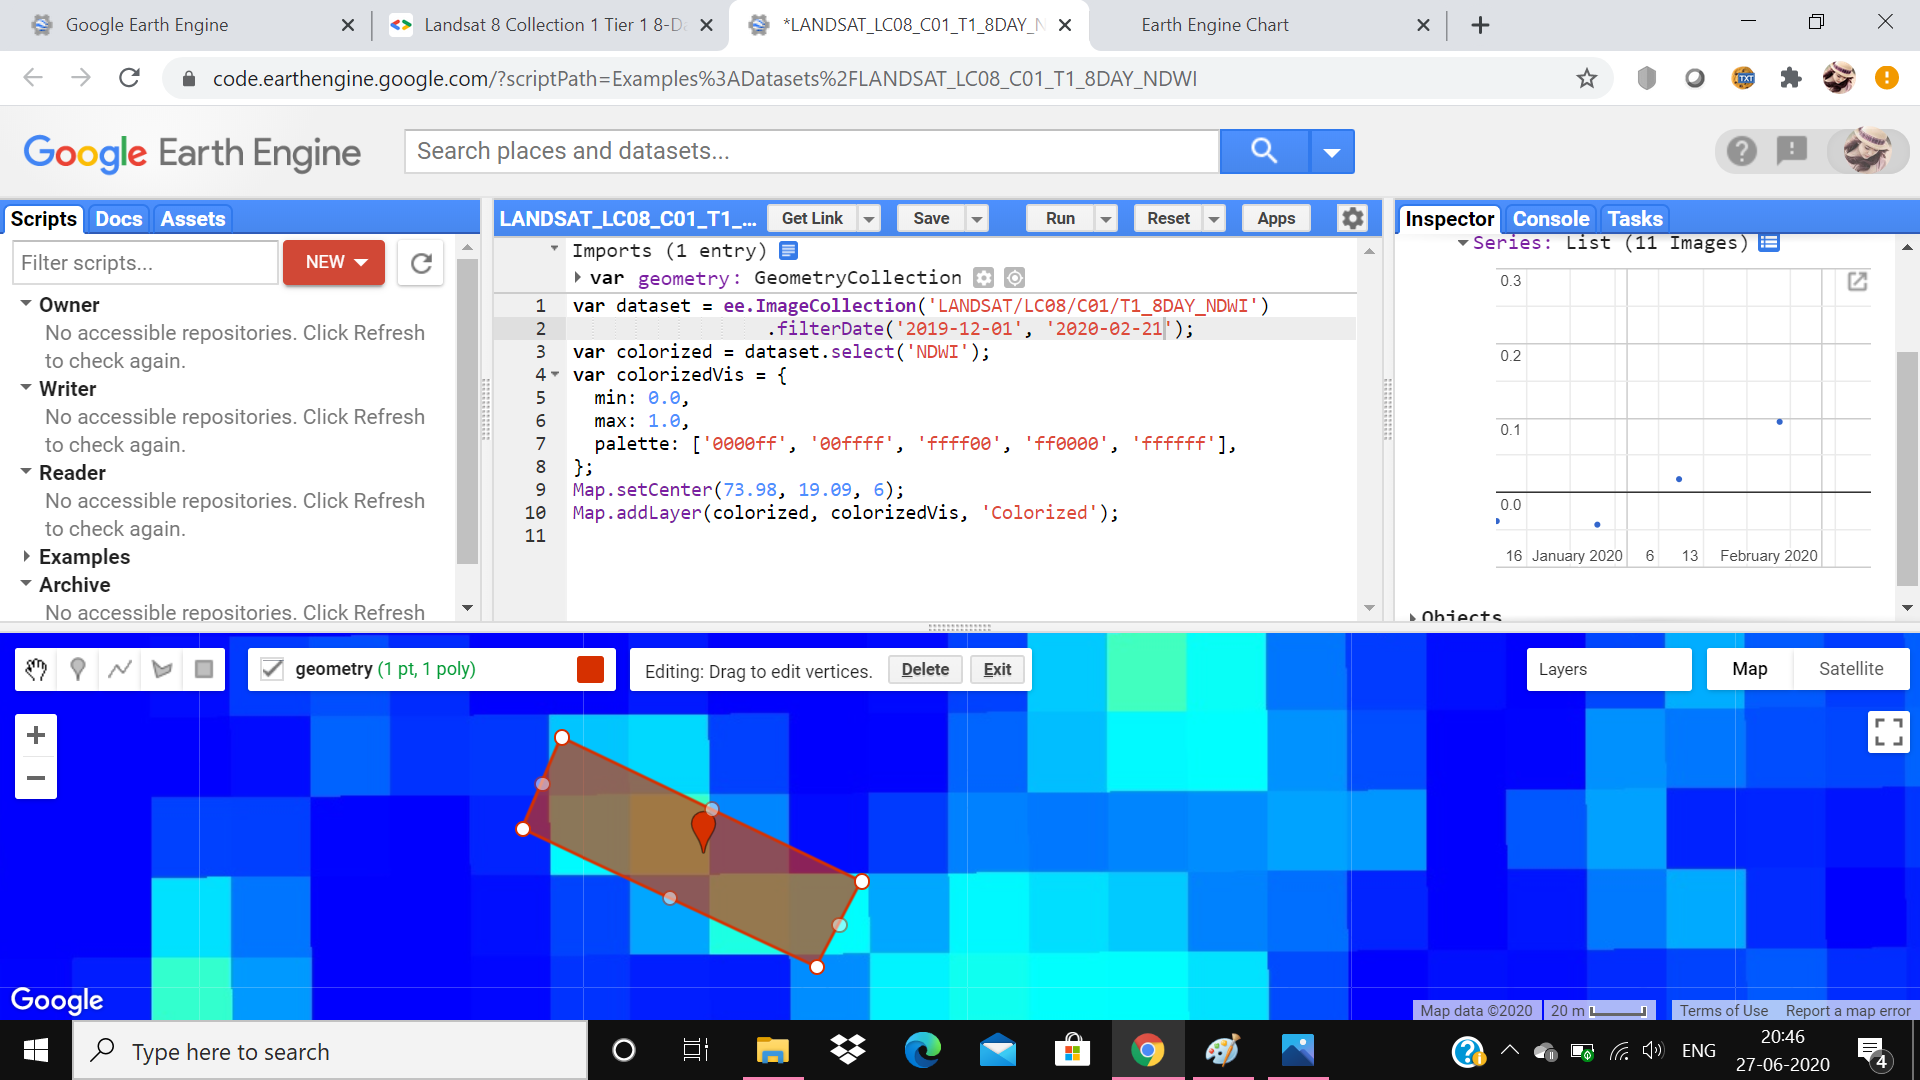 Google Earth Engine
Landsat 8 Collection 1 Tier 1 8-Da
*LANDSAT_LC08_C01_T1_8DAY_N
Earth Engine Chart
code.earthengine.google.com/?scriptPath=Examples%3ADatasets%2FLANDSAT_LC08_C01_T1_8DAY_NDWI
TXT
Google Earth Engine
Search places and datasets...
Scripts Docs Assets
Filter scripts...
NEW
Owner
No accessible repositories. Click Refresh
to check again.
Writer
No accessible repositories. Click Refresh
to check again.
Reader
No accessible repositories. Click Refresh
to check again.
Examples
Archive
No accessible repositories. Click Refresh
LANDSAT_LC08_C01_T1_...
Get Link
Save
Run
Reset
Apps
Imports (1 entry)
var geometry: GeometryCollection
1 var dataset = ee.ImageCollection('LANDSAT/LC08/C01/T1_8DAY_NDWI')
2 .filterDate('2019-12-01', '2020-02-21');
3 var colorized = dataset.select('NDWI');
4 var colorizedVis = {
5 min: 0.0,
6 max: 1.0,
7 palette: ['0000ff', '00ffff', 'ffff00', 'ff0000', 'ffffff'],
8 };
9 Map.setCenter(73.98, 19.09, 6);
10 Map.addLayer(colorized, colorizedVis, 'Colorized');
11
Inspector Console Tasks
Series: List (11 Images)
0.3
0.2
0.1
0.0
16 January 2020 6 13 February 2020
Objects
geometry (1 pt, 1 poly)
Editing: Drag to edit vertices.
Delete
Exit
Layers
Map
Satellite
+
−
Google
Map data ©2020
20 m
Terms of Use
Report a map error
Type here to search
ENG
20:46
27-06-2020
4